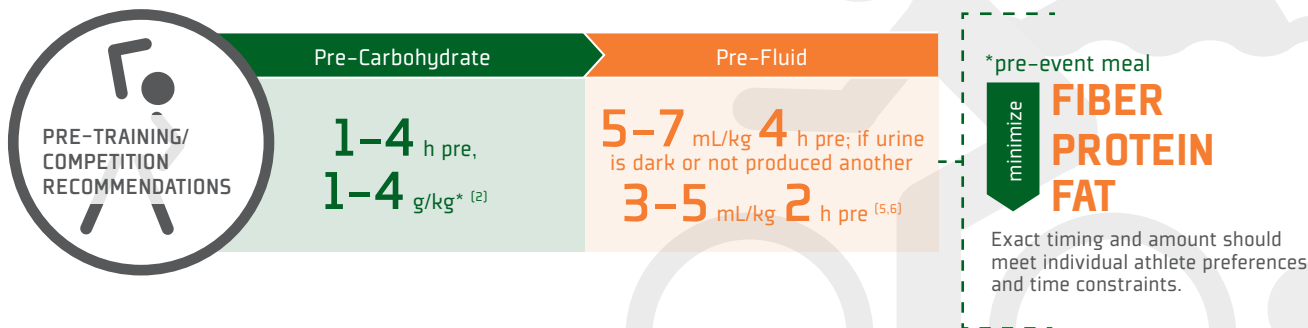 PRE-TRAINING/
COMPETITION
RECOMMENDATIONS
Pre-Carbohydrate
1-4 h pre,
1-4 g/kg* [2]
Pre-Fluid
5-7 mL/kg 4 h pre; if urine
is dark or not produced another
3-5 mL/kg 2 h pre [5,6]
*pre-event meal
minimize
FIBER
PROTEIN
FAT
Exact timing and amount should
meet individual athlete preferences
and time constraints.